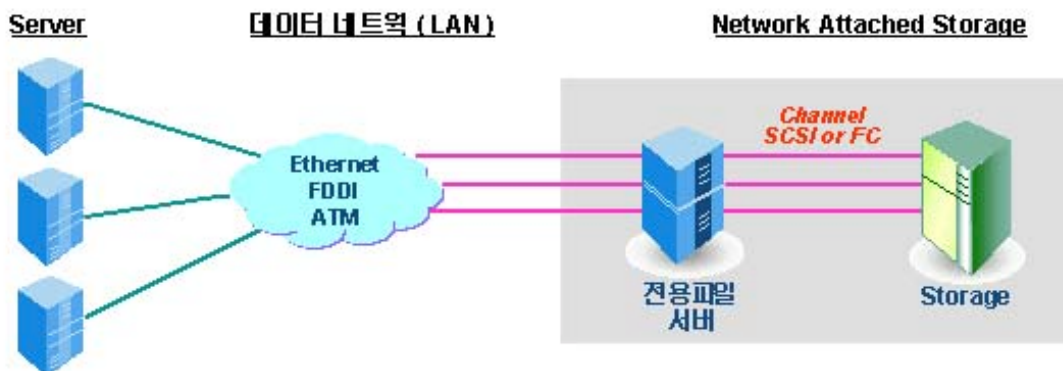 Server
데이터 네트웍 (LAN)
Network Attached Storage
Channel
SCSI or FC
Ethernet
FDDI
ATM
전용파일
서버
Storage